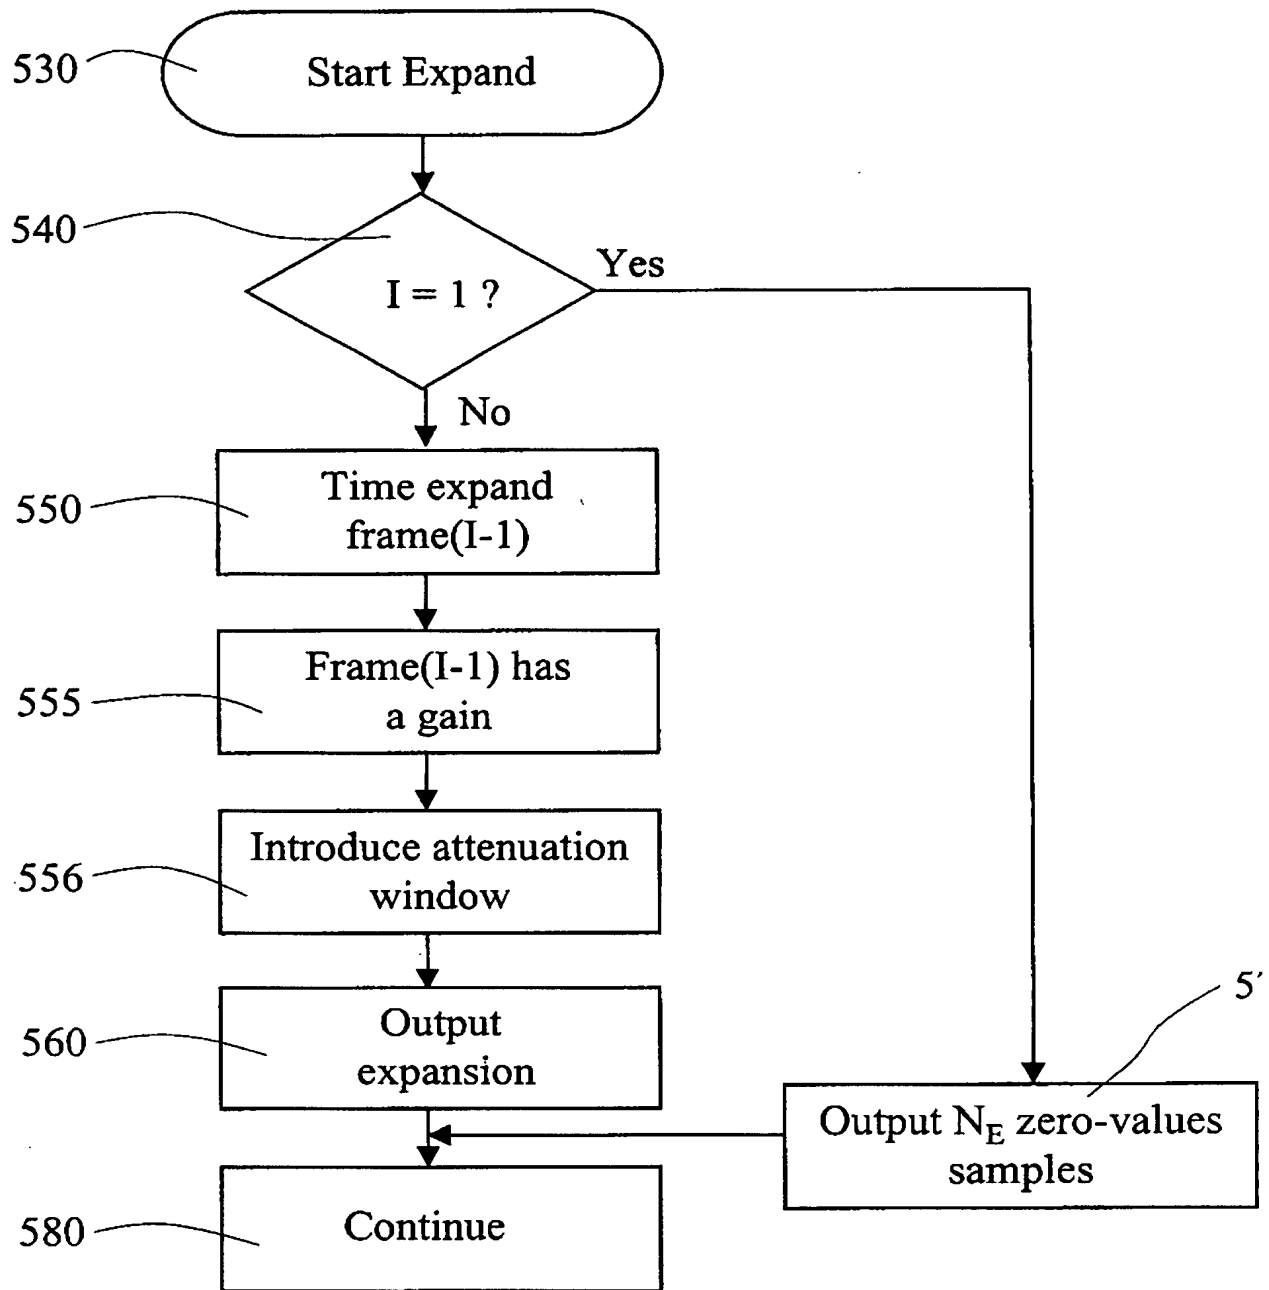 530
Start Expand
540
Yes
I = 1 ?
No
550
Time expand
frame(I-1)
555
Frame(I-1) has
a gain
556
Introduce attenuation
window
560
Output
expansion
Output N_E zero-values
samples
580
Continue